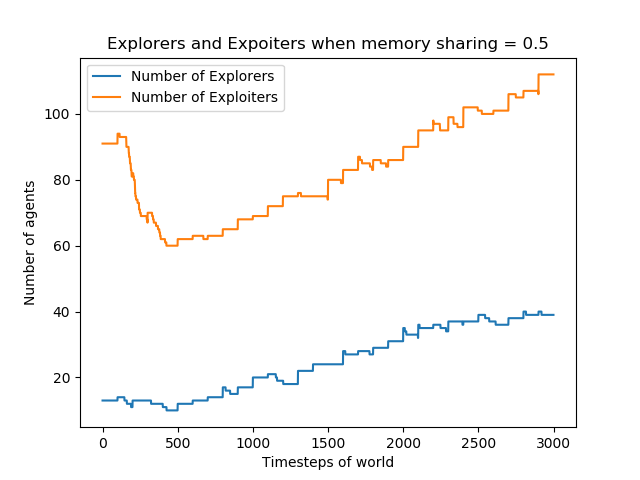 Explorers and Expoiters when memory sharing = 0.5
Number of Explorers
Number of Exploiters
Number of agents
100
80
60
40
20
0 500 1000 1500 2000 2500 3000
Timesteps of world